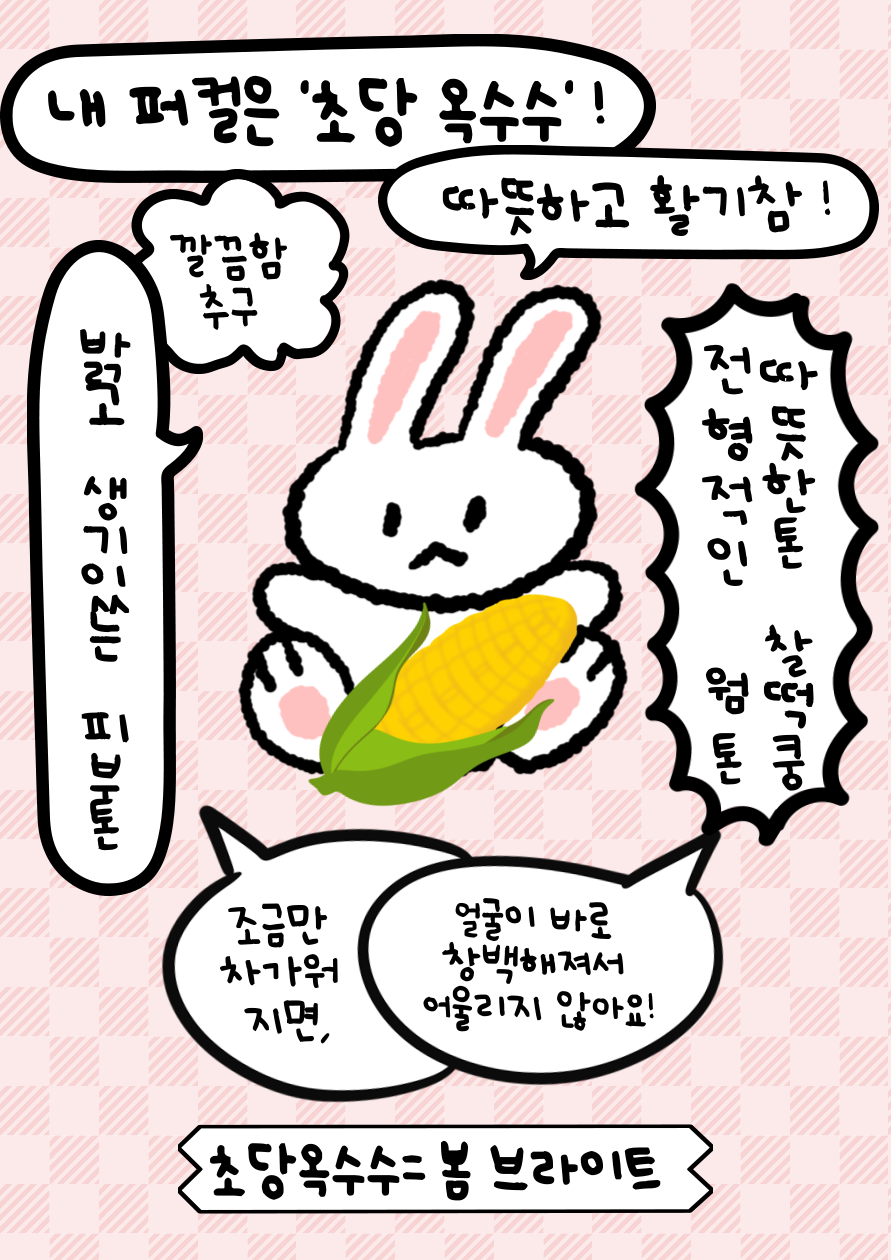 내 퍼컬은 '초당 옥수수'!
따뜻하고 활기참!
깔끔함
추구
밝고 생기있는 피부톤
따뜻한톤 찰떡쿵
전형적인 웜톤
조금만
차가워
지면,
얼굴이 바로
창백해져서
어울리지 않아요!
초당옥수수= 봄 브라이트